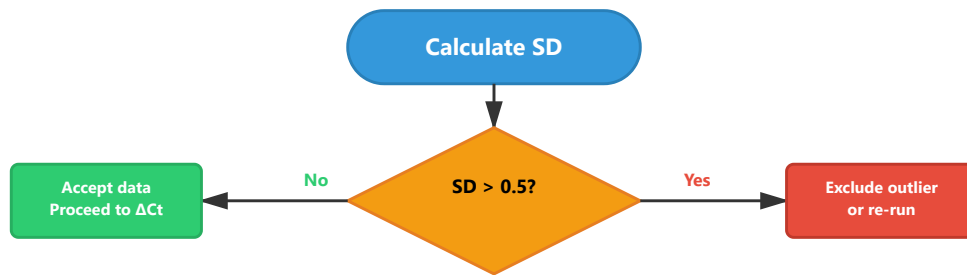 Calculate SD
No
SD > 0.5?
Yes
Accept data
Proceed to ΔCt
Exclude outlier
or re-run